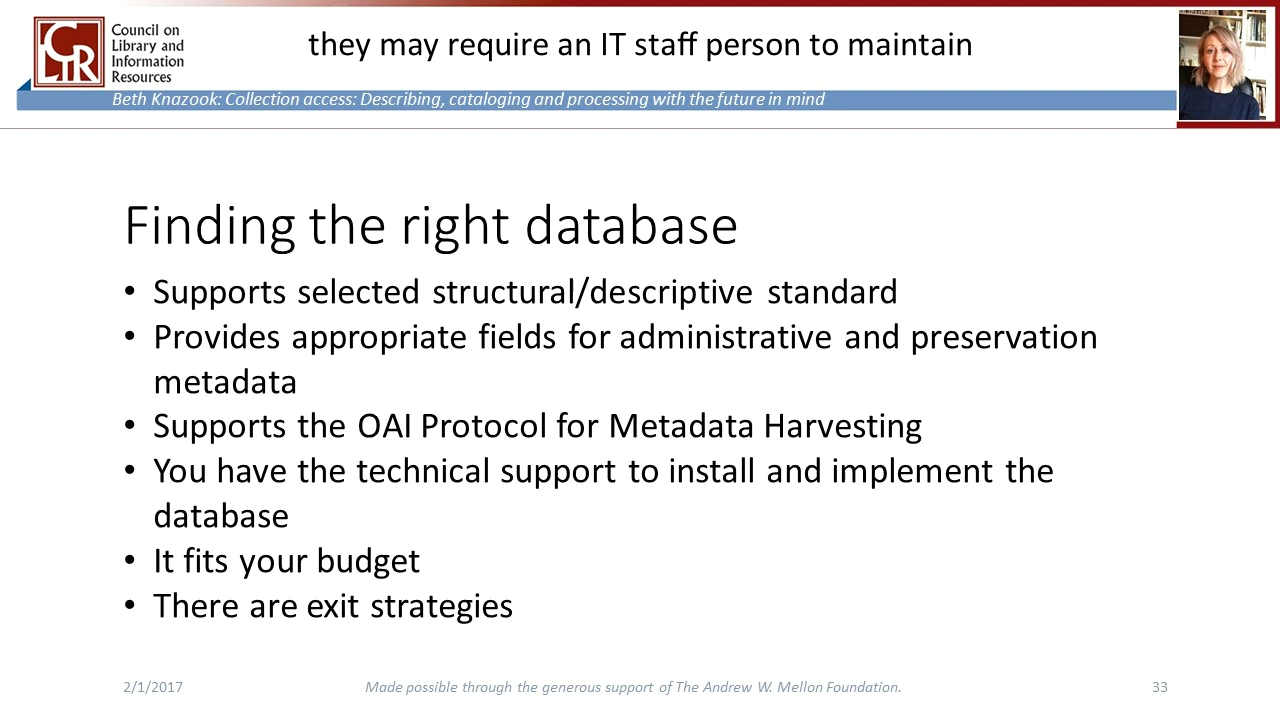 CLIR
Council on
Library and
Information
Resources
they may require an IT staff person to maintain
Beth Knazook: Collection access: Describing, cataloging and processing with the future in mind
Finding the right database
• Supports selected structural/descriptive standard
• Provides appropriate fields for administrative and preservation
metadata
• Supports the OAI Protocol for Metadata Harvesting
• You have the technical support to install and implement the
database
• It fits your budget
• There are exit strategies
2/1/2017
Made possible through the generous support of The Andrew W. Mellon Foundation.
33